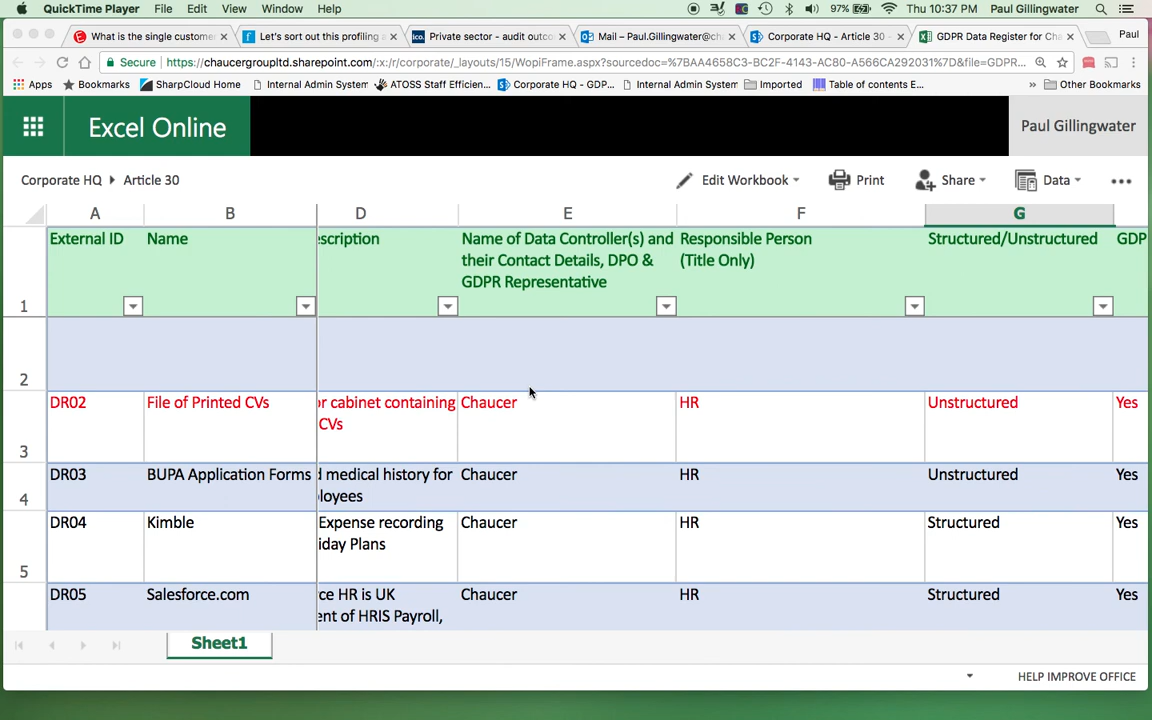 QuickTime Player File Edit View Window Help 97% Thu 10:37 PM Paul Gillingwater
What is the single custome Let's sort out this profiling a Private sector - audit outco Mail – Paul.Gillingwater@ch Corporate HQ - Article 30 - GDPR Data Register for Cha Paul
Secure https://chaucergroupltd.sharepoint.com/:x:/r/corporate/_layouts/15/WopiFrame.aspx?sourcedoc=%7BAA4658C3-BC2F-4143-AC80-A566CA292031%7D&file=GDPR...
Apps Bookmarks SharpCloud Home Internal Admin System ATOSS Staff Efficien... Corporate HQ - GDP... Internal Admin System Imported Table of contents E... » Other Bookmarks
Excel Online Paul Gillingwater
Corporate HQ Article 30 Edit Workbook Print Share Data
A B D E F G
External ID Name escription Name of Data Controller(s) and Responsible Person Structured/Unstructured GDP
their Contact Details, DPO & (Title Only)
GDPR Representative
1
2
DR02 File of Printed CVs or cabinet containing Chaucer HR Unstructured Yes
CVs
3
DR03 BUPA Application Forms d medical history for Chaucer HR Unstructured Yes
4 loyees
DR04 Kimble Expense recording Chaucer HR Structured Yes
iday Plans
5
DR05 Salesforce.com ce HR is UK Chaucer HR Structured Yes
ent of HRIS Payroll,
Sheet1
HELP IMPROVE OFFICE